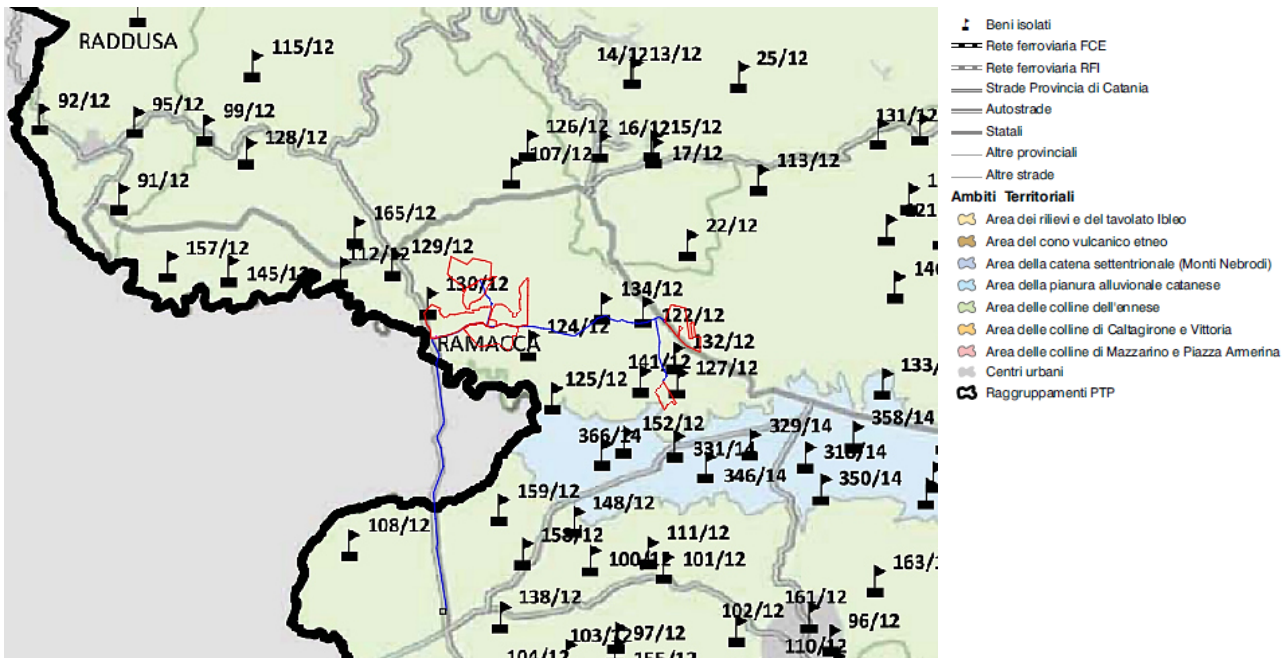 RADDUSA
115/12
14/12
13/12
25/12
92/12
95/12
99/12
128/12
126/12
16/12
15/12
131/12
107/12
17/12
113/12
91/12
165/12
22/12
157/12
145/12
112/12
129/12
130/12
134/12
124/12
122/12
RAMACCA
132/12
141/12
127/12
125/12
133/
152/12
366/14
329/14
358/14
331/14
346/14
350/14
159/12
148/12
108/12
158/12
111/12
101/12
163/1
138/12
102/12
161/12
96/12
103/12
97/12
110/12
Beni isolati
Rete ferroviaria FCE
Rete ferroviaria RFI
Strade Provincia di Catania
Autostrade
Statali
Altre provinciali
Altre strade
Ambiti Territoriali
Area dei rilievi e del tavolato Ibleo
Area del cono vulcanico etneo
Area della catena settentrionale (Monti Nebrodi)
Area della pianura alluvionale catanese
Area delle colline dell'ennese
Area delle colline di Caltagirone e Vittoria
Area delle colline di Mazzarino e Piazza Armerina
Centri urbani
Raggruppamenti PTP